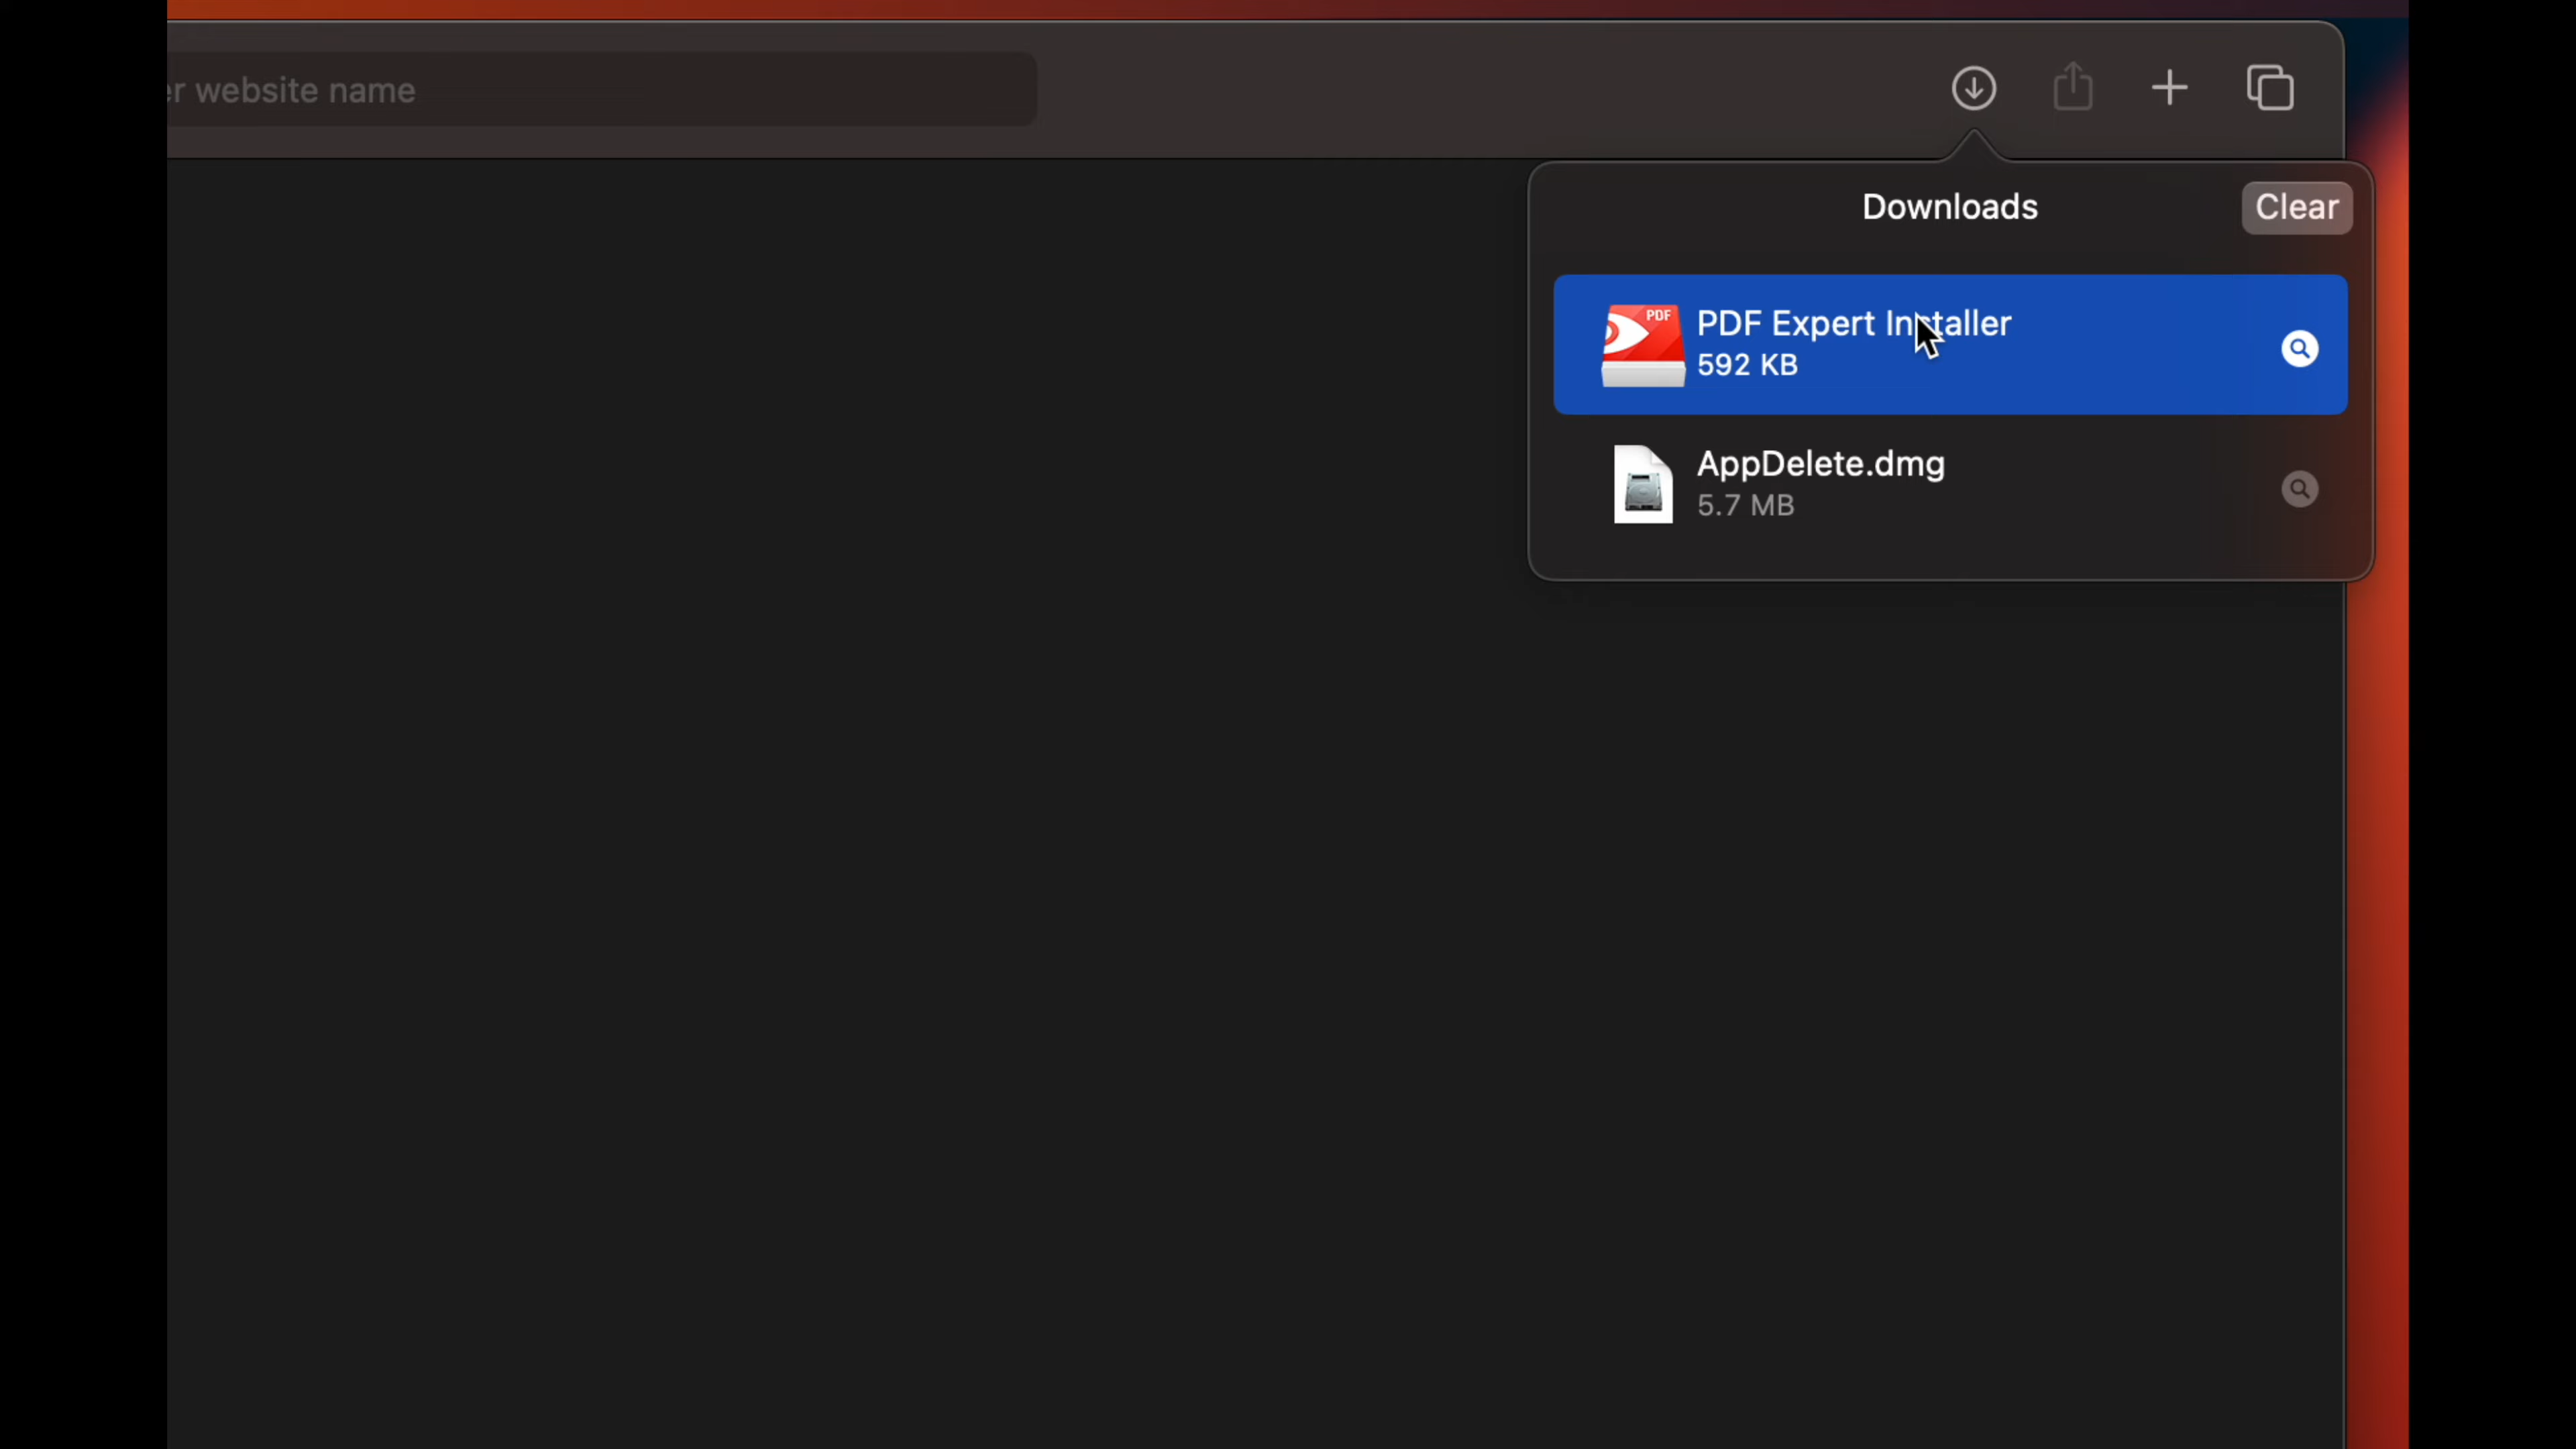 er website name
Downloads
Clear
PDF
PDF Expert Installer
592 KB
AppDelete.dmg
5.7 MB